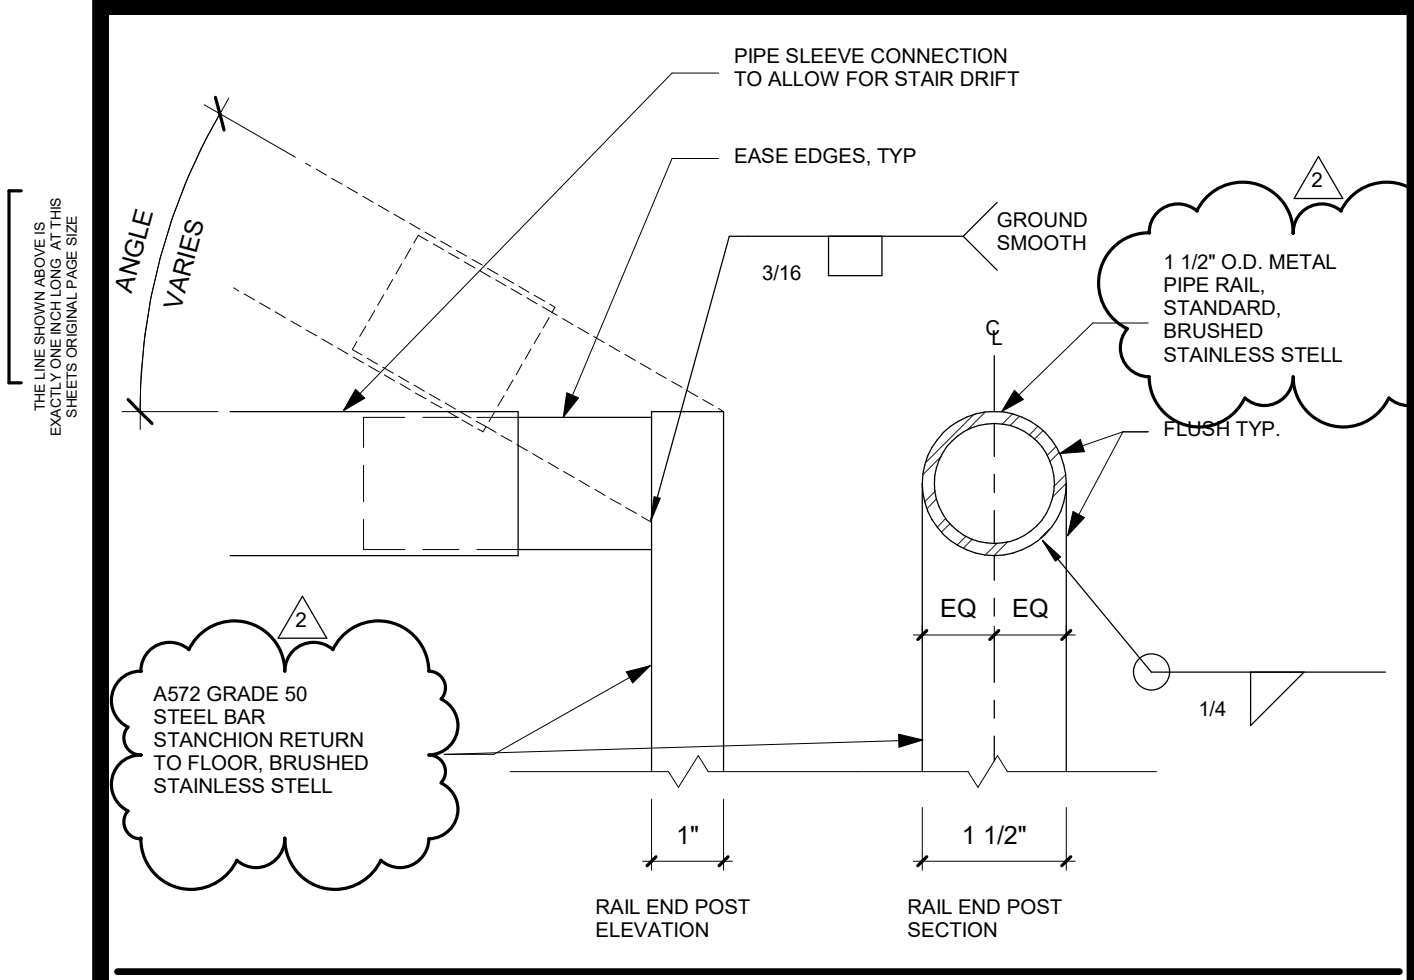 PIPE SLEEVE CONNECTION
TO ALLOW FOR STAIR DRIFT
EASE EDGES, TYP
2
GROUND
SMOOTH
3/16
1 1/2" O.D. METAL
PIPE RAIL,
STANDARD,
BRUSHED
STAINLESS STELL
ANGLE
VARIES
THE LINE SHOWN ABOVE IS
EXACTLY ONE INCH LONG AT THIS
SHEETS ORIGINAL PAGE SIZE
CL
FLUSH TYP.
EQ EQ
2
A572 GRADE 50
STEEL BAR
STANCHION RETURN
TO FLOOR, BRUSHED
STAINLESS STELL
1/4
1"
1 1/2"
RAIL END POST
ELEVATION
RAIL END POST
SECTION